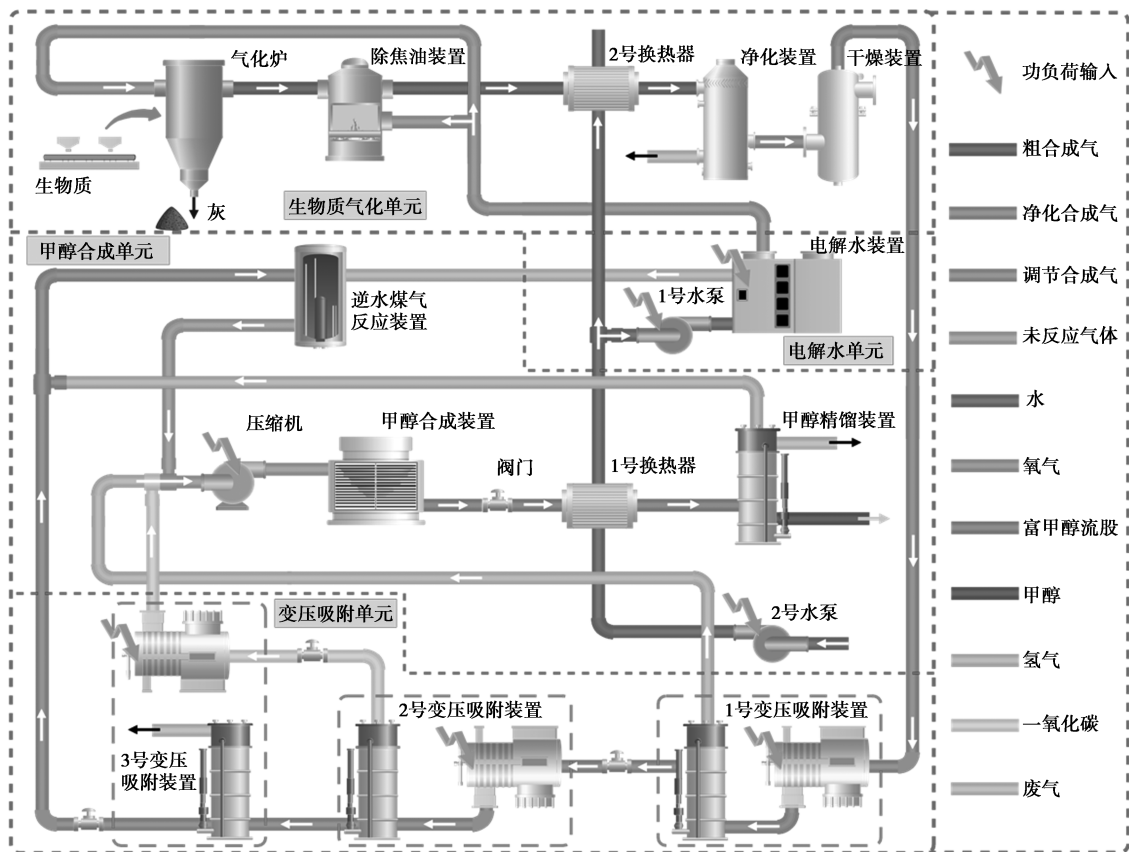 气化炉
除焦油装置
2号换热器
净化装置
干燥装置
生物质
灰
生物质气化单元
甲醇合成单元
逆水煤气
反应装置
1号水泵
电解水装置
电解水单元
压缩机
甲醇合成装置
阀门
1号换热器
甲醇精馏装置
变压吸附单元
2号水泵
3号变压
吸附装置
2号变压吸附装置
1号变压吸附装置
功负荷输入
粗合成气
净化合成气
调节合成气
未反应气体
水
氧气
富甲醇流股
甲醇
氢气
一氧化碳
废气